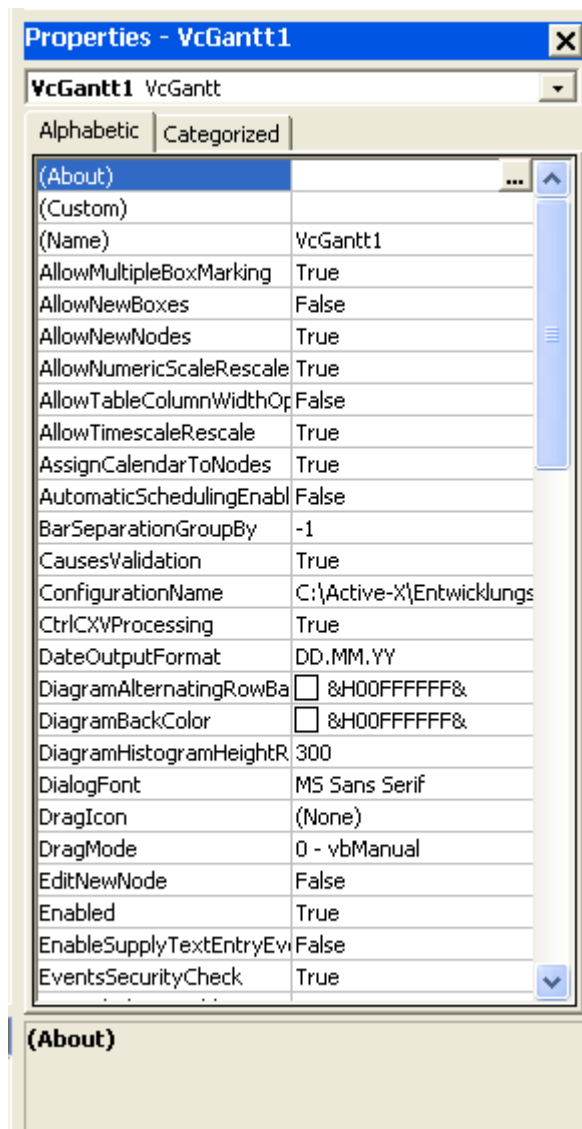 Properties - VcGantt1
VcGantt1 VcGantt
Alphabetic Categorized
(About) ...
(Custom)
(Name) VcGantt1
AllowMultipleBoxMarking True
AllowNewBoxes False
AllowNewNodes True
AllowNumericScaleRescale True
AllowTableColumnWidthOp False
AllowTimescaleRescale True
AssignCalendarToNodes True
AutomaticSchedulingEnabl False
BarSeparationGroupBy -1
CausesValidation True
ConfigurationName C:\Active-X\Entwicklungs
CtrlCXVProcessing True
DateOutputFormat DD.MM.YY
DiagramAlternatingRowBa &H00FFFFFF&
DiagramBackColor &H00FFFFFF&
DiagramHistogramHeightR 300
DialogFont MS Sans Serif
DragIcon (None)
DragMode 0 - vbManual
EditNewNode False
Enabled True
EnableSupplyTextEntryEv False
EventsSecurityCheck True
(About)